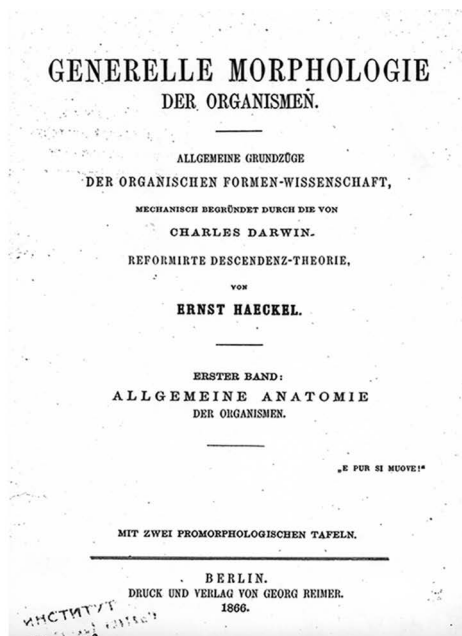 GENERELLE MORPHOLOGIE
DER ORGANISMEN.
ALLGEMEINE GRUNDZÜGE
DER ORGANISCHEN FORMEN-WISSENSCHAFT,
MECHANISCH BEGRÜNDET DURCH DIE VON
CHARLES DARWIN
REFORMIRTE DESCENDENZ-THEORIE,
VON
ERNST HAECKEL.
ERSTER BAND:
ALLGEMEINE ANATOMIE
DER ORGANISMEN.
„E PUR SI MUOVE!“
MIT ZWEI PROMORPHOLOGISCHEN TAFELN.
BERLIN.
DRUCK UND VERLAG VON GEORG REIMER.
1866.
ИНСТИТУТ